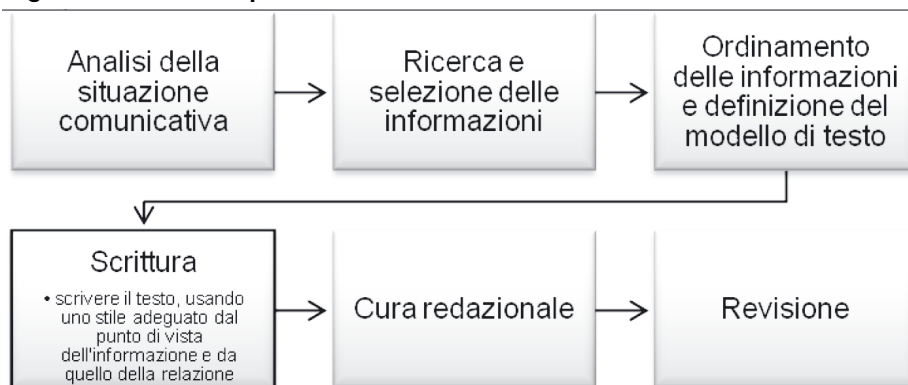 Analisi della
situazione
comunicativa
Ricerca e
selezione delle
informazioni
Ordinamento
delle informazioni
e definizione del
modello di testo
Scrittura
• scrivere il testo, usando
uno stile adeguato dal
punto di vista
dell'informazione e da
quello della relazione
Cura redazionale
Revisione